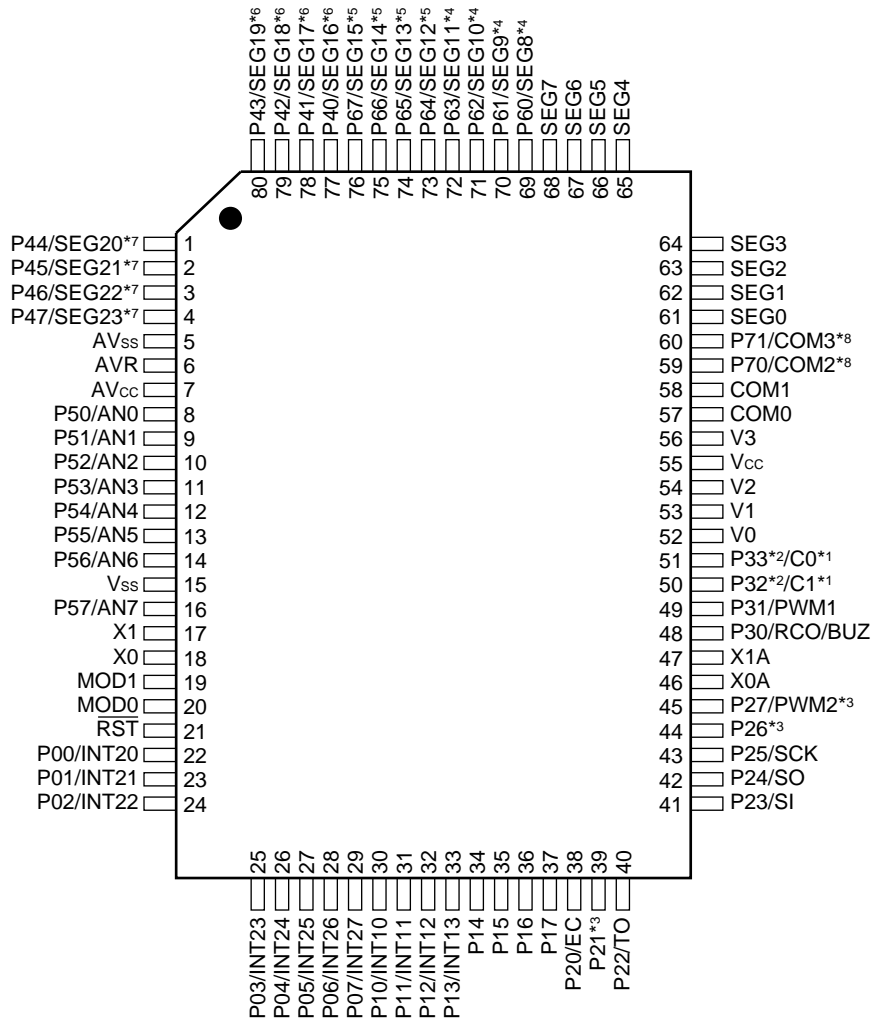 P43/SEG19*6
P42/SEG18*6
P41/SEG17*6
P40/SEG16*6
P67/SEG15*5
P66/SEG14*5
P65/SEG13*5
P64/SEG12*5
P63/SEG11*4
P62/SEG10*4
P61/SEG9*4
P60/SEG8*4
SEG7
SEG6
SEG5
SEG4
80
79
78
77
76
75
74
73
72
71
70
69
68
67
66
65
P44/SEG20*7 1
P45/SEG21*7 2
P46/SEG22*7 3
P47/SEG23*7 4
AVSS 5
AVR 6
AVCC 7
P50/AN0 8
P51/AN1 9
P52/AN2 10
P53/AN3 11
P54/AN4 12
P55/AN5 13
P56/AN6 14
VSS 15
P57/AN7 16
X1 17
X0 18
MOD1 19
MOD0 20
RST 21
P00/INT20 22
P01/INT21 23
P02/INT22 24
64 SEG3
63 SEG2
62 SEG1
61 SEG0
60 P71/COM3*8
59 P70/COM2*8
58 COM1
57 COM0
56 V3
55 VCC
54 V2
53 V1
52 V0
51 P33*2/C0*1
50 P32*2/C1*1
49 P31/PWM1
48 P30/RCO/BUZ
47 X1A
46 X0A
45 P27/PWM2*3
44 P26*3
43 P25/SCK
42 P24/SO
41 P23/SI
25
26
27
28
29
30
31
32
33
34
35
36
37
38
39
40
P03/INT23
P04/INT24
P05/INT25
P06/INT26
P07/INT27
P10/INT10
P11/INT11
P12/INT12
P13/INT13
P14
P15
P16
P17
P20/EC
P21*3
P22/TO